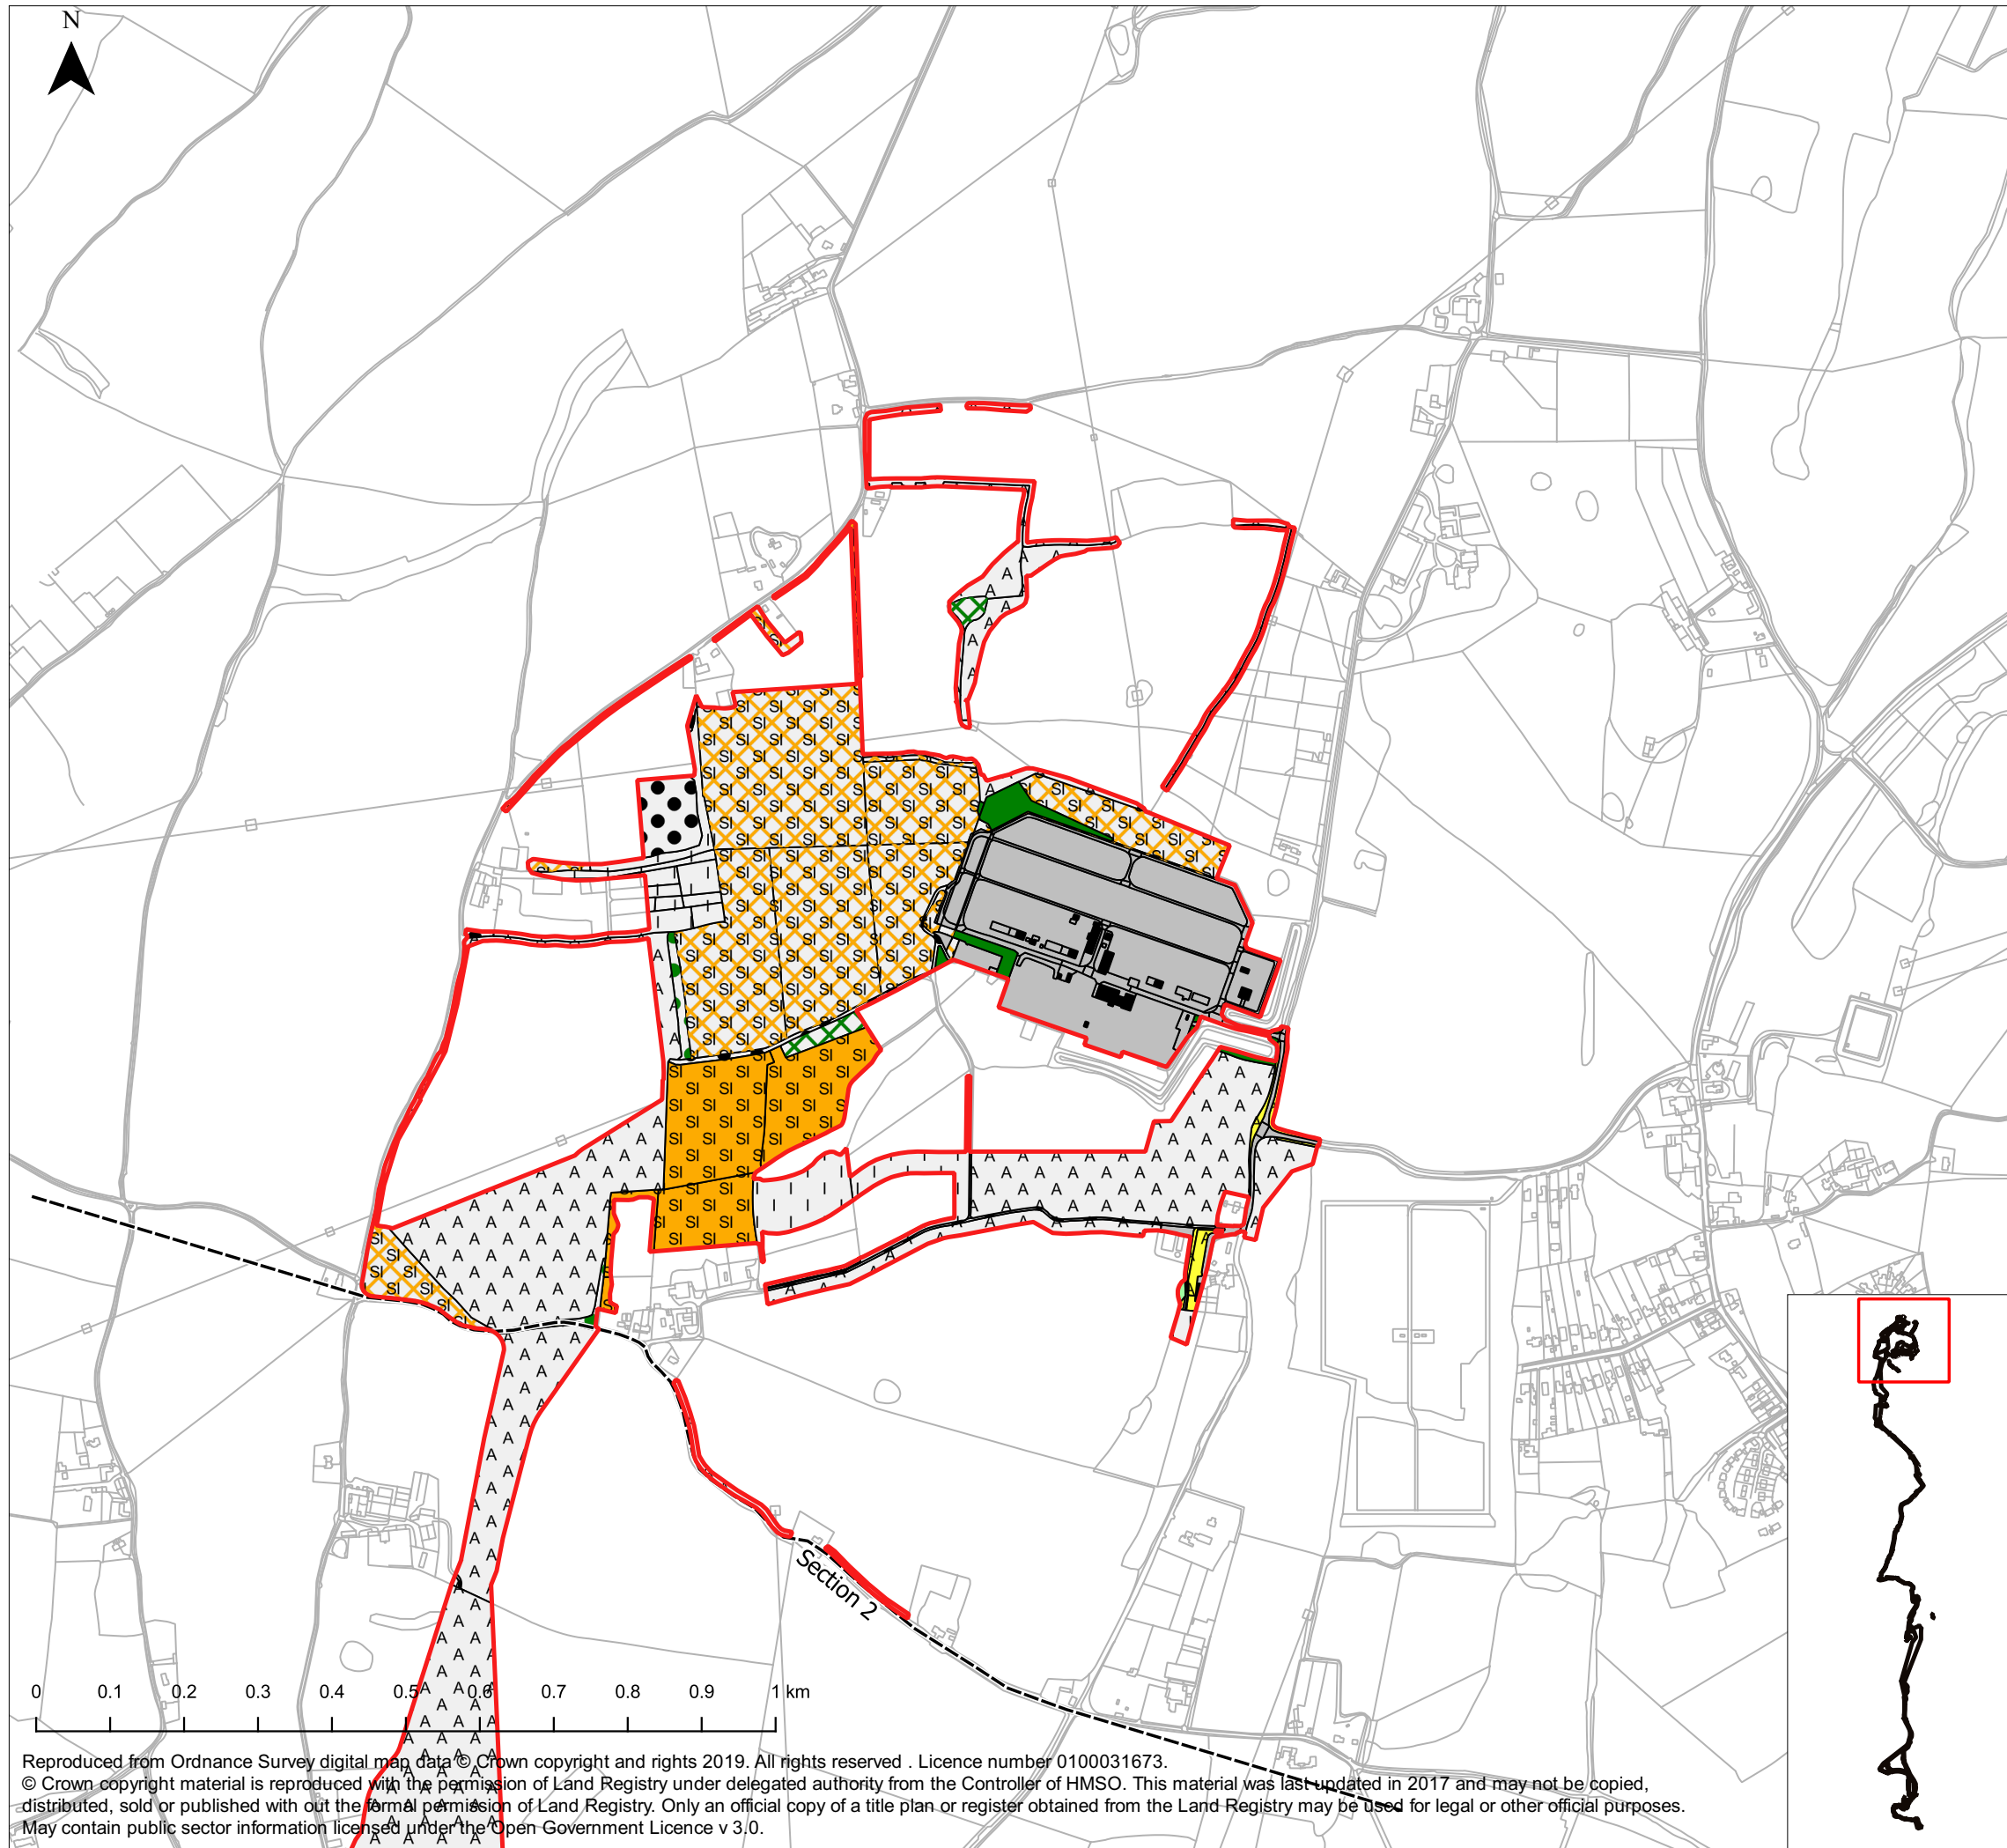 N
Section 2
0 0.1 0.2 0.3 0.4 0.5 0.6 0.7 0.8 0.9 1 km
Reproduced from Ordnance Survey digital map data © Crown copyright and rights 2019. All rights reserved . Licence number 0100031673.
© Crown copyright material is reproduced with the permission of Land Registry under delegated authority from the Controller of HMSO. This material was last updated in 2017 and may not be copied,
distributed, sold or published with out the formal permission of Land Registry. Only an official copy of a title plan or register obtained from the Land Registry may be used for legal or other official purposes.
May contain public sector information licensed under the Open Government Licence v 3.0.